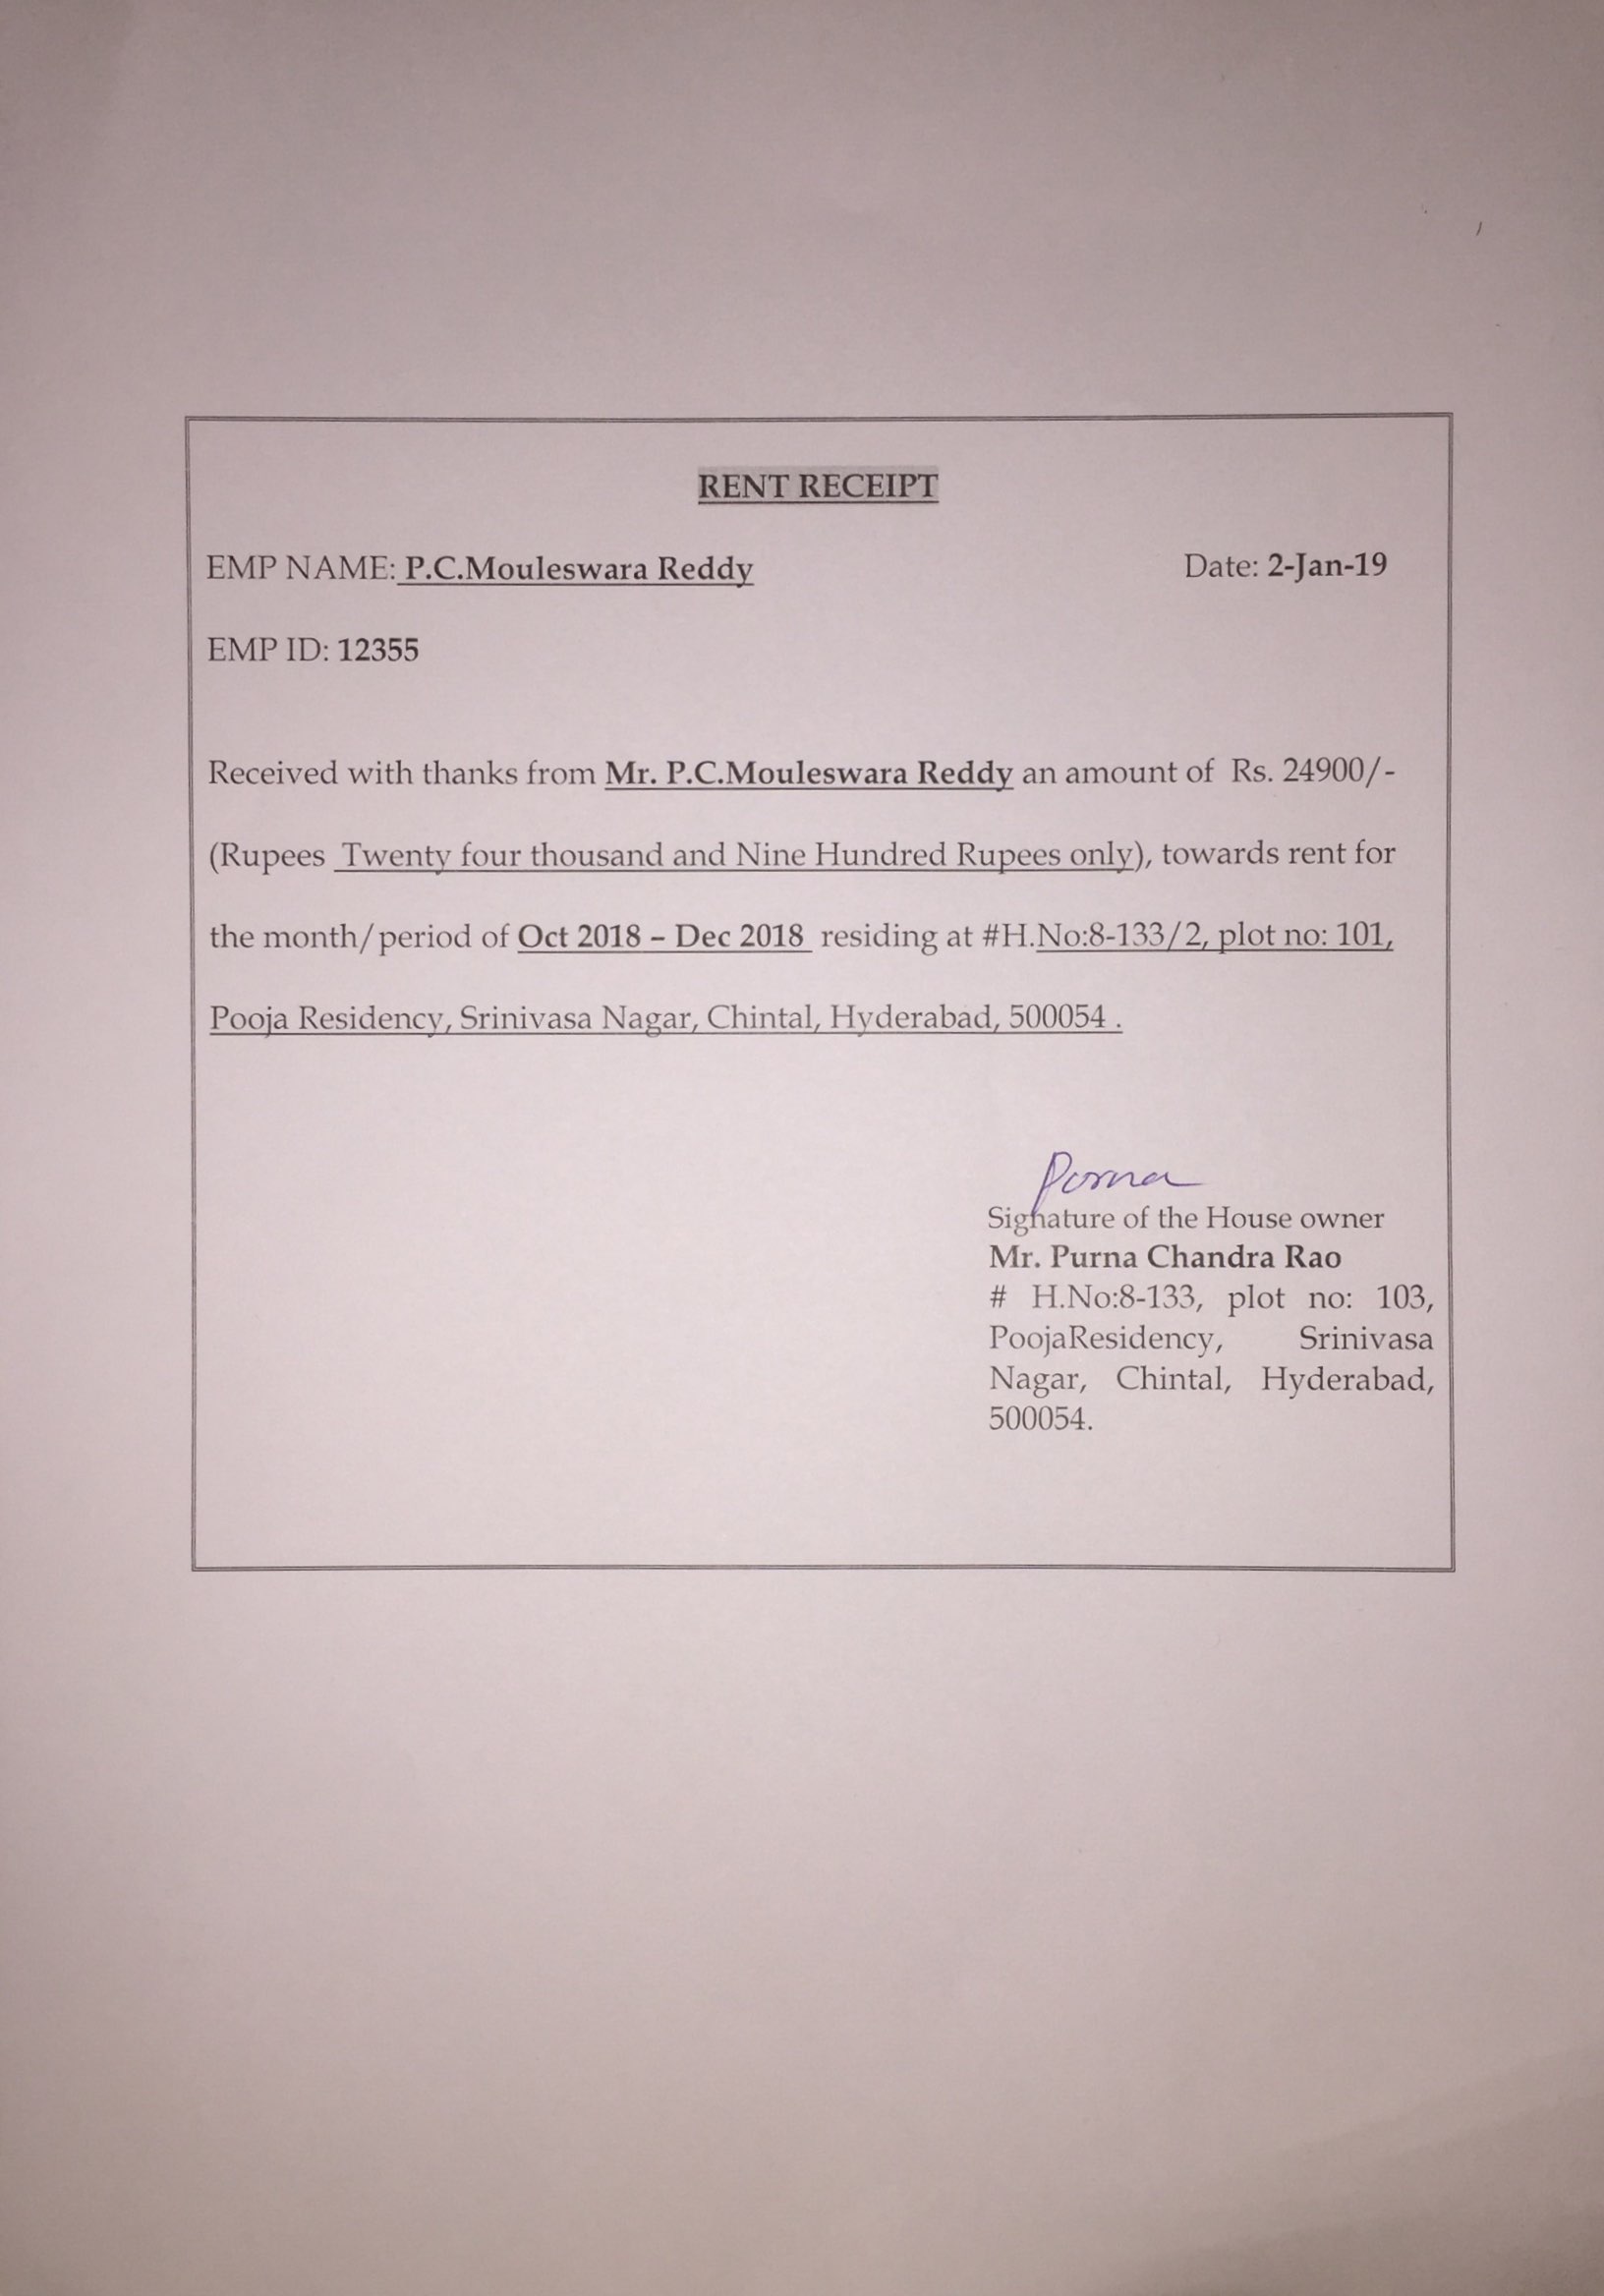 RENT RECEIPT
EMP NAME: P.C.Mouleswara Reddy Date: 2-Jan-19
EMP ID: 12355
Received with thanks from Mr. P.C.Mouleswara Reddy an amount of Rs. 24900/-
(Rupees Twenty four thousand and Nine Hundred Rupees only), towards rent for
the month/period of Oct 2018 – Dec 2018 residing at #H.No:8-133/2, plot no: 101,
Pooja Residency, Srinivasa Nagar, Chintal, Hyderabad, 500054 .
Purna
Signature of the House owner
Mr. Purna Chandra Rao
# H.No:8-133, plot no: 103,
PoojaResidency, Srinivasa
Nagar, Chintal, Hyderabad,
500054.